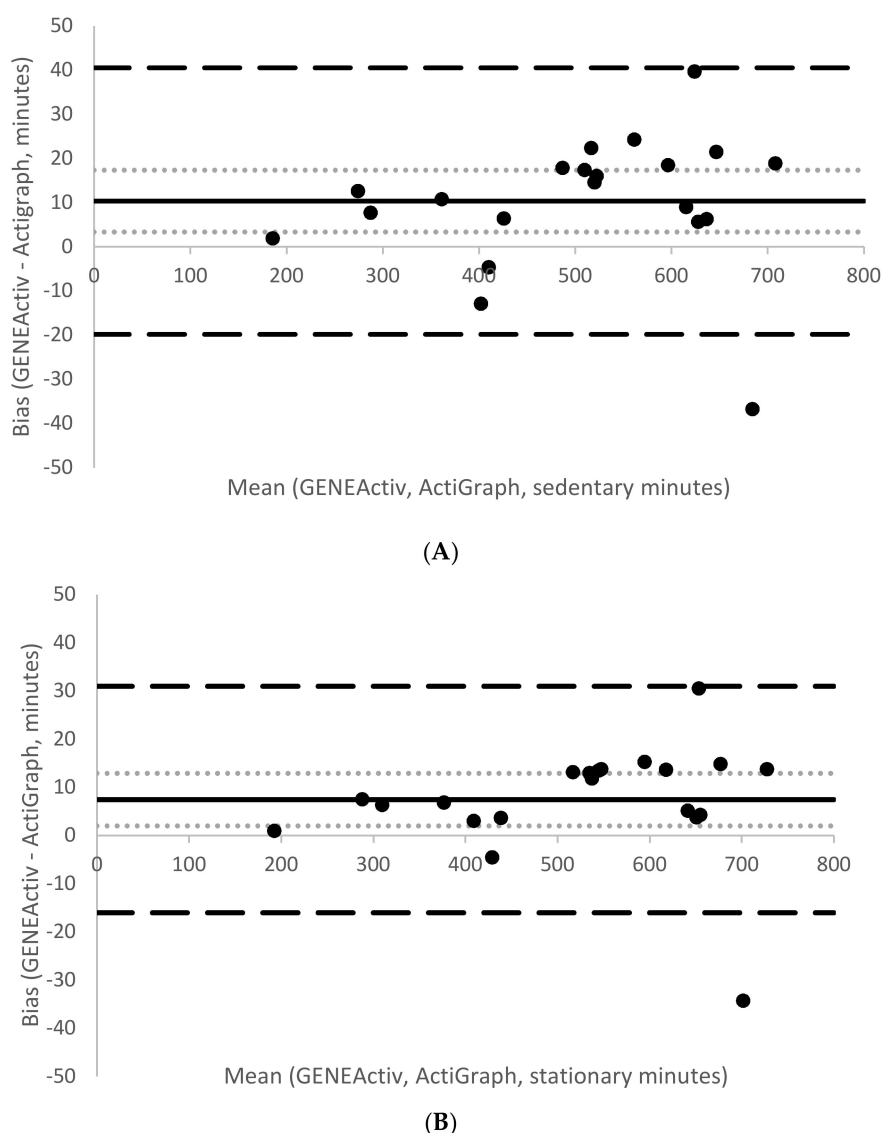 50
40
30
20
10
0
-10
-20
-30
-40
-50
0 100 200 300 400 500 600 700 800
Bias (GENEActiv - Actigraph, minutes)
Mean (GENEActiv, ActiGraph, sedentary minutes)
(A)
50
40
30
20
10
0
-10
-20
-30
-40
-50
0 100 200 300 400 500 600 700 800
Bias (GENEActiv - ActiGraph, minutes)
Mean (GENEActiv, ActiGraph, stationary minutes)
(B)